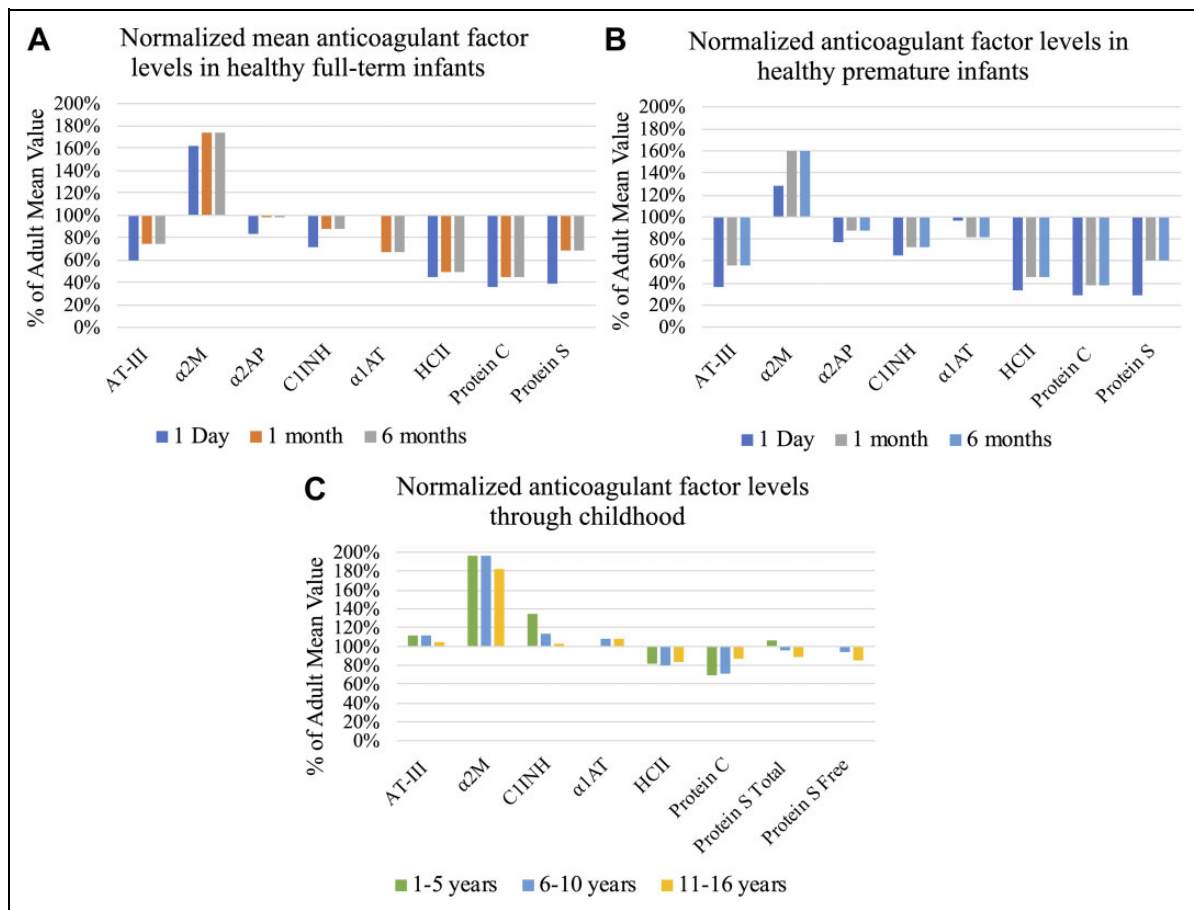 A
Normalized mean anticoagulant factor
levels in healthy full-term infants
% of Adult Mean Value
200%
180%
160%
140%
120%
100%
80%
60%
40%
20%
0%
AT-III
α2M
α2AP
C1INH
α1AT
HCII
Protein C
Protein S
1 Day 1 month 6 months
B
Normalized anticoagulant factor levels in
healthy premature infants
% of Adult Mean Value
200%
180%
160%
140%
120%
100%
80%
60%
40%
20%
0%
AT-III
α2M
α2AP
C1INH
α1AT
HCII
Protein C
Protein S
1 Day 1 month 6 months
C
Normalized anticoagulant factor levels
through childhood
% of Adult Mean Value
200%
180%
160%
140%
120%
100%
80%
60%
40%
20%
0%
AT-III
α2M
C1INH
α1AT
HCII
Protein C
Protein S Total
Protein S Free
1-5 years 6-10 years 11-16 years